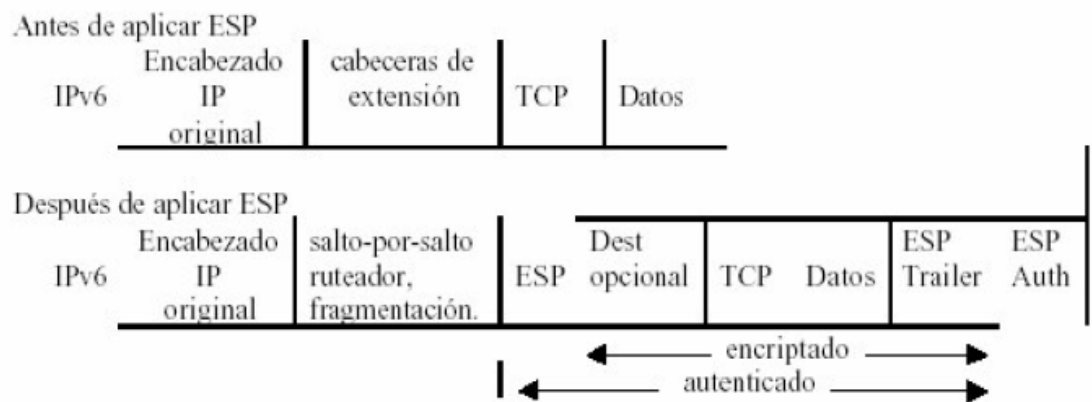 Antes de aplicar ESP
IPv6
Encabezado
IP
original
cabeceras de
extensión
TCP
Datos
Después de aplicar ESP
IPv6
Encabezado
IP
original
salto-por-salto
ruteador,
fragmentación.
ESP
Dest
opcional
TCP
Datos
ESP
Trailer
ESP
Auth
encriptado
autenticado